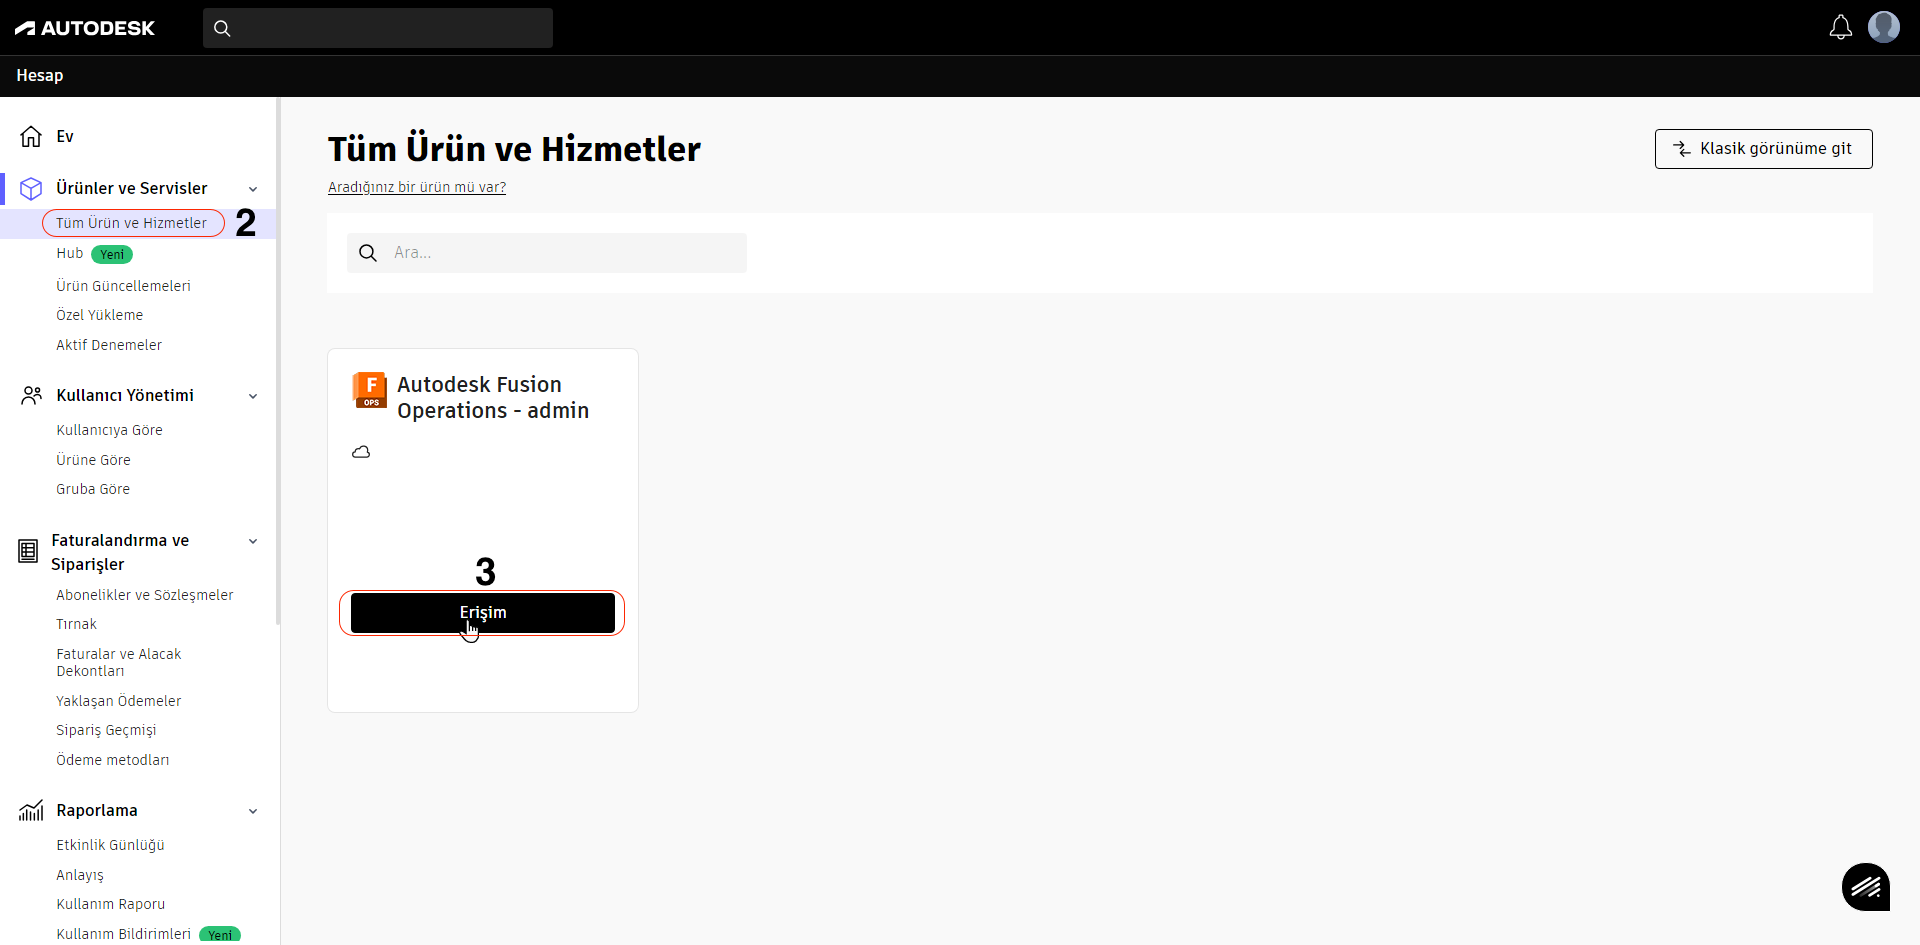 AUTODESK
Hesap
Ev
Ürünler ve Servisler
Tüm Ürün ve Hizmetler 2
Hub Yeni
Ürün Güncellemeleri
Özel Yükleme
Aktif Denemeler
Kullanıcı Yönetimi
Kullanıcıya Göre
Ürüne Göre
Gruba Göre
Faturalandırma ve
Siparişler
Abonelikler ve Sözleşmeler
Tırnak
Faturalar ve Alacak
Dekontları
Yaklaşan Ödemeler
Sipariş Geçmişi
Ödeme metodları
Raporlama
Etkinlik Günlüğü
Anlayış
Kullanım Raporu
Kullanım Bildirimleri Yeni
Tüm Ürün ve Hizmetler
Klasik görünüme git
Aradığınız bir ürün mü var?
Ara...
F
OPS
Autodesk Fusion
Operations - admin
3
Erişim